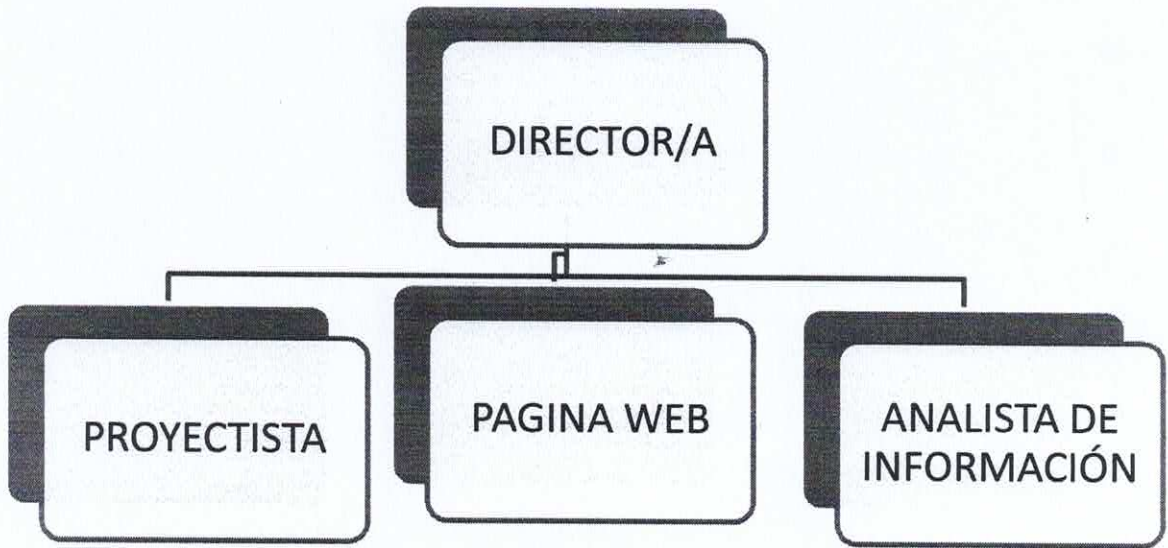 DIRECTOR/A
PROYECTISTA
PAGINA WEB
ANALISTA DE
INFORMACIÓN